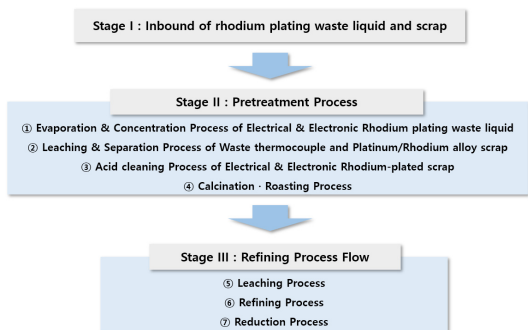 Stage I : Inbound of rhodium plating waste liquid and scrap
Stage II : Pretreatment Process
① Evaporation & Concentration Process of Electrical & Electronic Rhodium plating waste liquid
② Leaching & Separation Process of Waste thermocouple and Platinum/Rhodium alloy scrap
③ Acid cleaning Process of Electrical & Electronic Rhodium-plated scrap
④ Calcination · Roasting Process
Stage III : Refining Process Flow
⑤ Leaching Process
⑥ Refining Process
⑦ Reduction Process